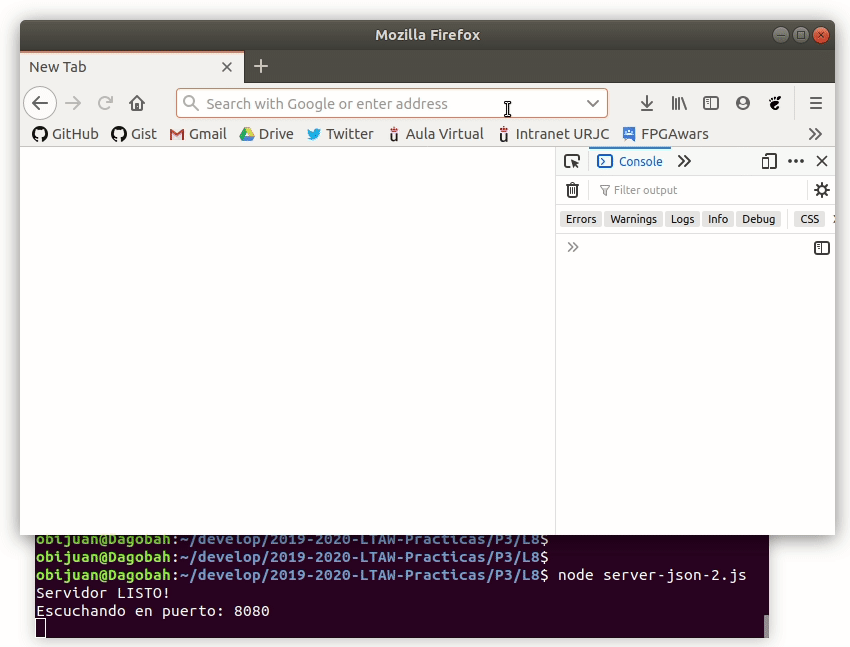 Mozilla Firefox
New Tab
Search with Google or enter address
GitHub Gist Gmail Drive Twitter Aula Virtual Intranet URJC FPGAwars
Console
Filter output
Errors Warnings Logs Info Debug CSS
obijuan@Dagobah:~/develop/2019-2020-LTAW-Practicas/P3/L8$
obijuan@Dagobah:~/develop/2019-2020-LTAW-Practicas/P3/L8$
obijuan@Dagobah:~/develop/2019-2020-LTAW-Practicas/P3/L8$ node server-json-2.js
Servidor LISTO!
Escuchando en puerto: 8080